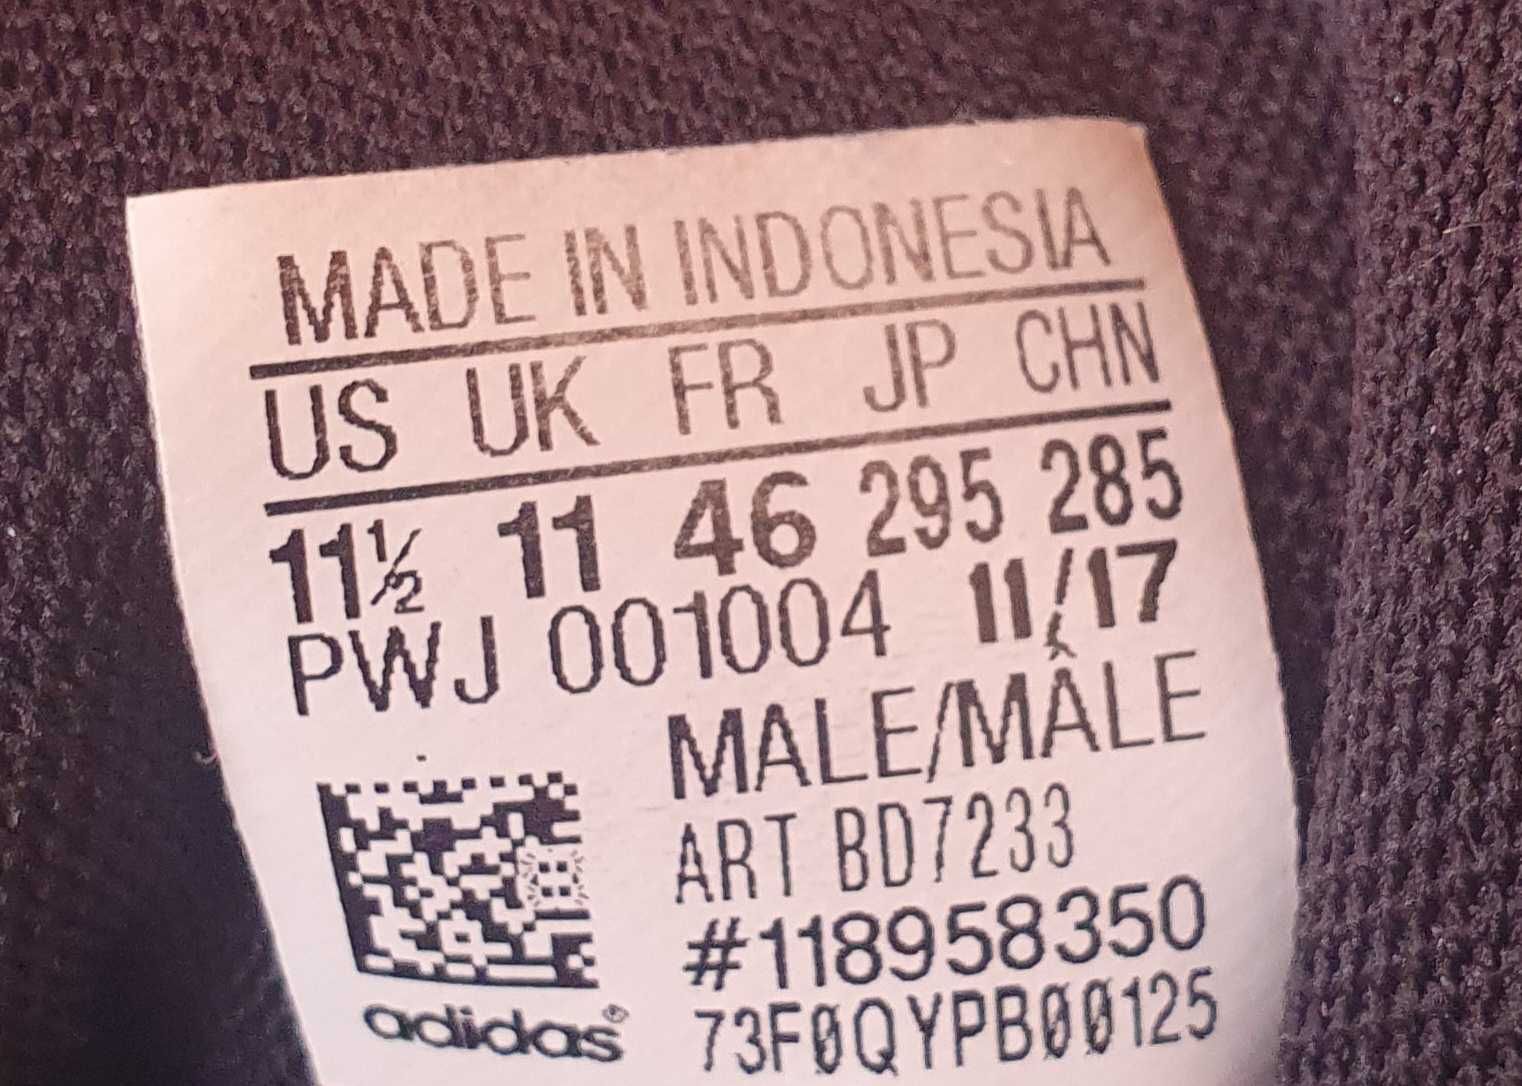 MADE IN INDONESIA
US UK FR JP CHN
11½ 11 46 295 285
PWJ 001004 11/17
MALE/MÂLE
ART BD7233
#118958350
adidas® 73F0QYPB00125